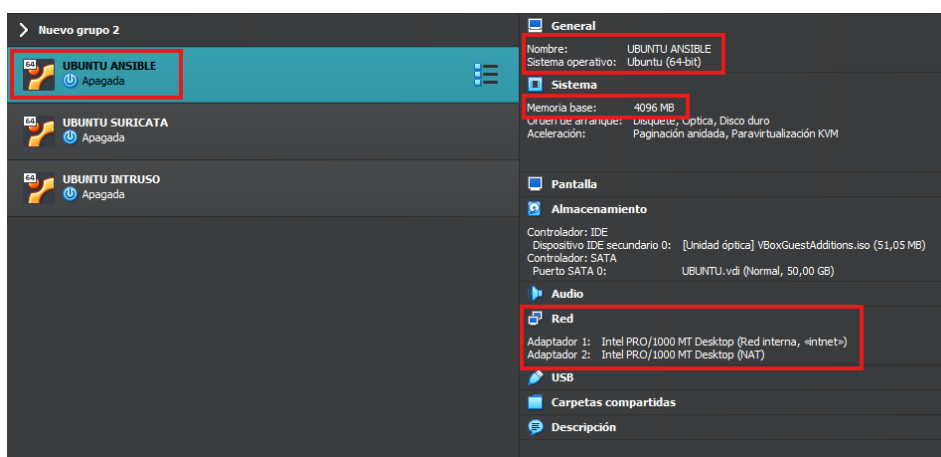 Nuevo grupo 2
64
UBUNTU ANSIBLE
Apagada
64
UBUNTU SURICATA
Apagada
64
UBUNTU INTRUSO
Apagada
General
Nombre: UBUNTU ANSIBLE
Sistema operativo: Ubuntu (64-bit)
Sistema
Memoria base: 4096 MB
Orden de arranque: Disquete, Óptica, Disco duro
Aceleración: Paginación anidada, Paravirtualización KVM
Pantalla
Almacenamiento
Controlador: IDE
Dispositivo IDE secundario 0: [Unidad óptica] VBoxGuestAdditions.iso (51,05 MB)
Controlador: SATA
Puerto SATA 0: UBUNTU.vdi (Normal, 50,00 GB)
Audio
Red
Adaptador 1: Intel PRO/1000 MT Desktop (Red interna, «intnet»)
Adaptador 2: Intel PRO/1000 MT Desktop (NAT)
USB
Carpetas compartidas
Descripción